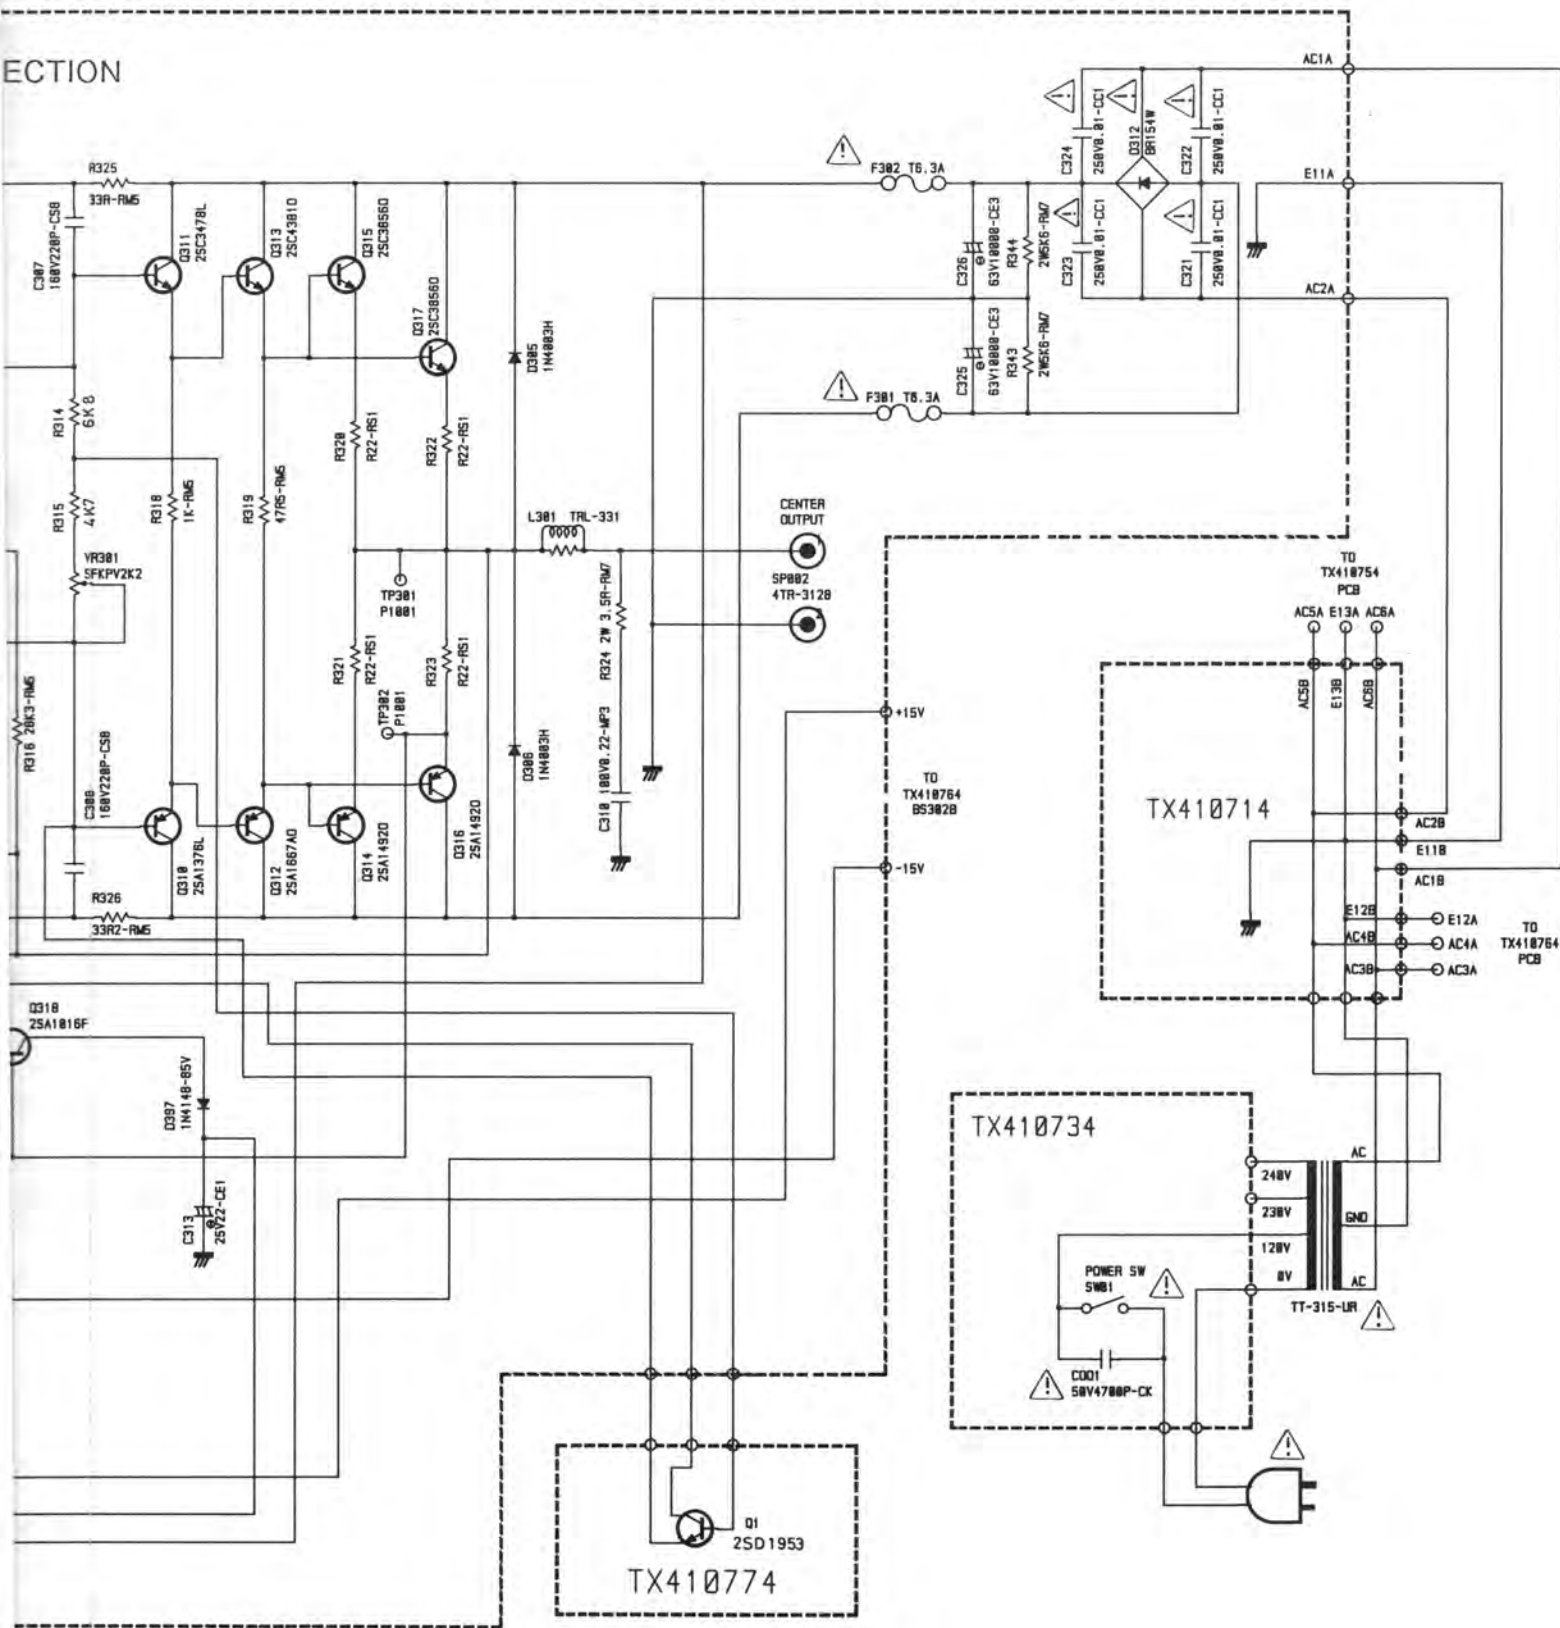 ECTION
AC1A
C324
250V0.01-CC1
D312
BR154W
C322
250V0.01-CC1
R325
33R-RM5
F302 T6.3A
E11A
C307
160V220P-CS8
Q311
2SC3478L
Q313
2SC4381O
Q315
2SC3856O
C326
63V10000-CE3
R344
2W5K6-RM7
C323
250V0.01-CC1
C321
250V0.01-CC1
AC2A
Q317
2SC3856O
D305
1N4003H
C325
63V10000-CE3
R343
2W5K6-RM7
F301 T6.3A
R314
6K8
R320
R22-RS1
R322
R22-RS1
R315
4K7
R318
1K-RM5
R319
47R5-RM5
L301 TRL-331
CENTER
OUTPUT
1
VR301
SFKPV2K2
TP301
P1001
SP002
4TR-312B
2
TO
TX410754
PCB
AC5A E13A AC6A
R324 2W 3.5R-RM7
R321
R22-RS1
R323
R22-RS1
AC5B
E13B
AC6B
R316 20K3-RM5
TP302
P1001
+15V
C308
160V220P-CS8
D306
1N4003H
C310 100V0.22-MP3
TO
TX410764
BS302B
TX410714
AC2B
E11B
Q310
2SA1376L
Q312
2SA1667AO
Q314
2SA1492O
Q316
2SA1492O
-15V
AC1B
R326
33R2-RM5
E12B
E12A
AC4B
AC4A
AC3B
AC3A
TO
TX410764
PCB
Q318
2SA1016F
D397
1N4148-85V
TX410734
AC
240V
230V
GND
120V
C313
25V22-CE1
POWER SW
SW01
0V
AC
TT-315-UR
C001
50V4700P-CK
Q1
2SD1953
TX410774